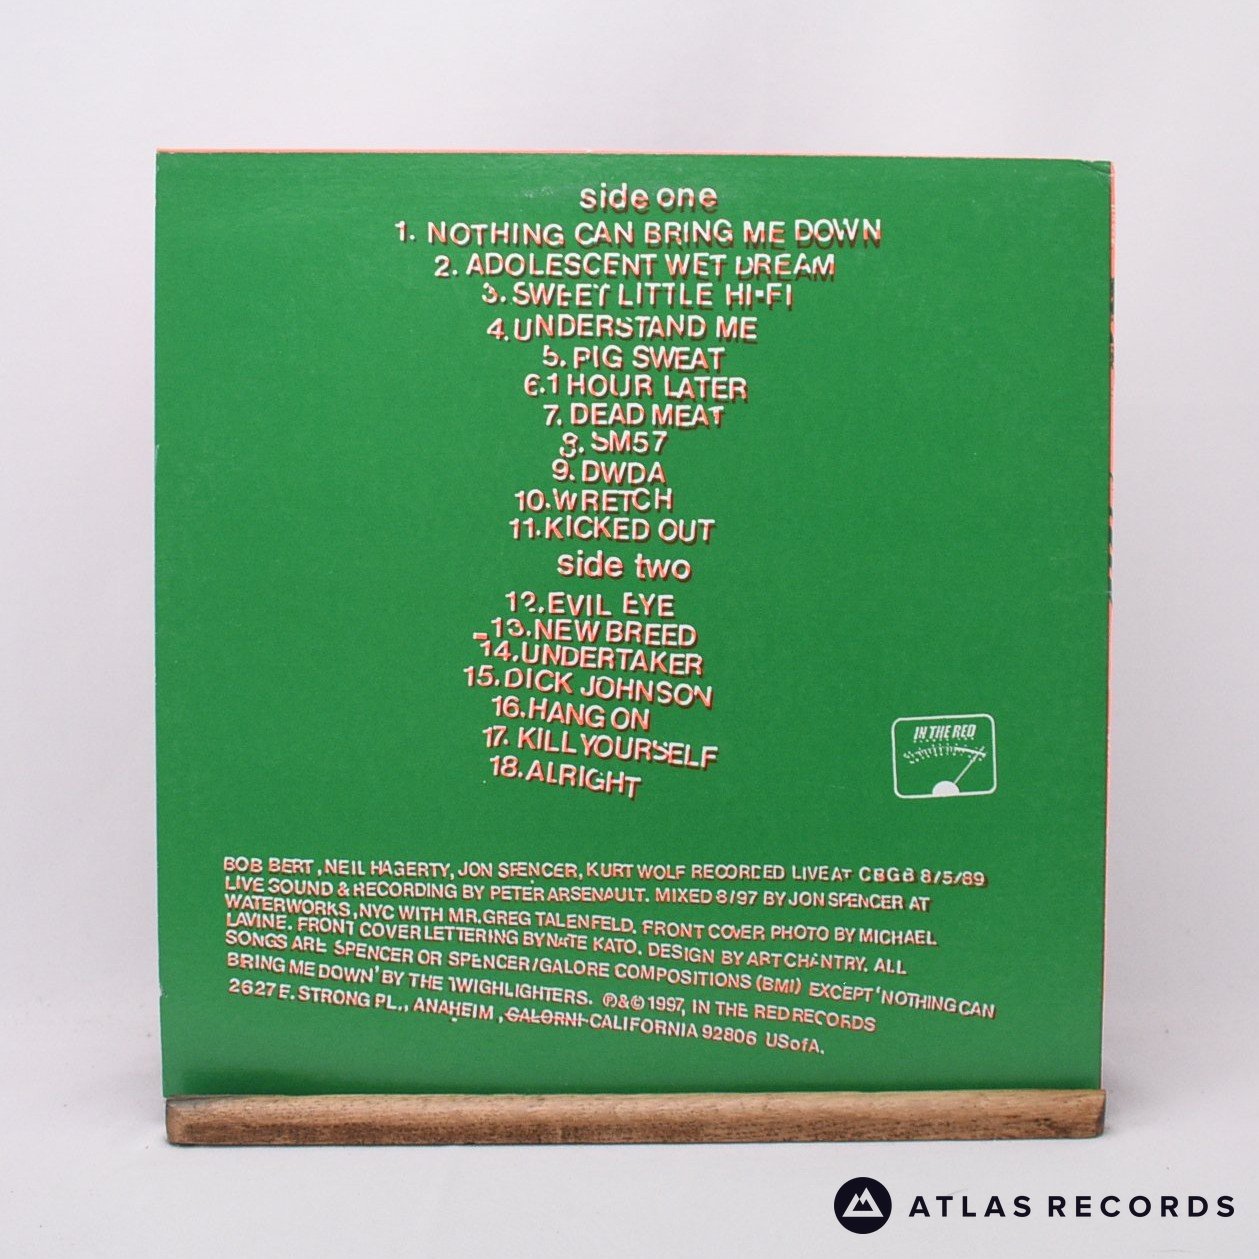 side one
1. NOTHING CAN BRING ME DOWN
2. ADOLESCENT WET DREAM
3. SWEET LITTLE HI-FI
4. UNDERSTAND ME
5. PIG SWEAT
6. 1 HOUR LATER
7. DEAD MEAT
8. SM57
9. DWDA
10. WRETCH
11. KICKED OUT
side two
12. EVIL EYE
13. NEW BREED
14. UNDERTAKER
15. DICK JOHNSON
16. HANG ON
17. KILL YOURSELF
18. ALRIGHT
IN THE RED
BOB BERT, NEIL HAGERTY, JON SPENCER, KURT WOLF RECORDED LIVE AT CBGB 8/5/89
LIVE SOUND & RECORDING BY PETER ARSENAULT. MIXED 8/97 BY JON SPENCER AT
WATERWORKS, NYC WITH MR. GREG TALENFELD. FRONT COVER PHOTO BY MICHAEL
LAVINE. FRONT COVER LETTERING BY NATE KATO. DESIGN BY ART CHANTRY. ALL
SONGS ARE SPENCER OR SPENCER/GALORE COMPOSITIONS (BMI) EXCEPT 'NOTHING CAN
BRING ME DOWN' BY THE TWIGHLIGHTERS. ℗&© 1997, IN THE RED RECORDS
2627 E. STRONG PL., ANAHEIM, CALORNI- CALIFORNIA 92806 USofA.
ATLAS RECORDS